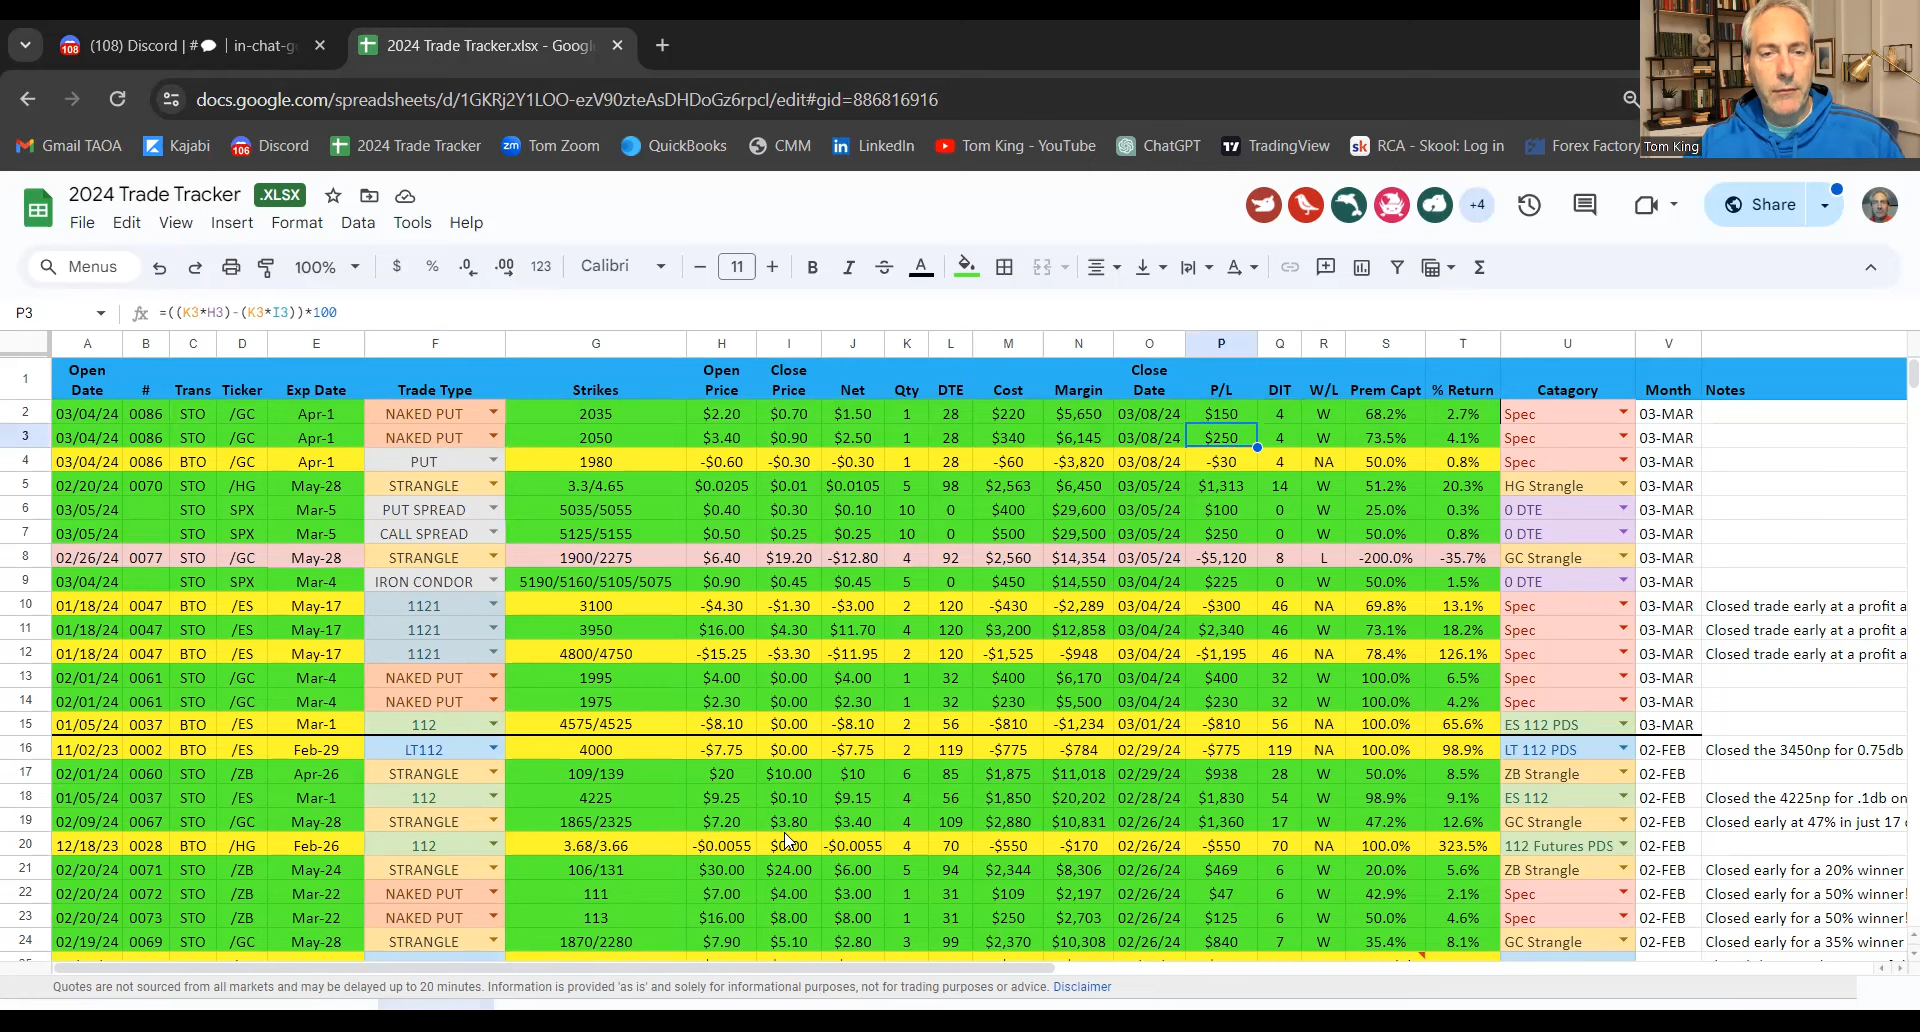 (108) Discord | # | in-chat-g
2024 Trade Tracker.xlsx - Google
docs.google.com/spreadsheets/d/1GKRj2Y1LOO-ezV90zteAsDHDoGz6rpcI/edit#gid=886816916
Gmail TAOA Kajabi Discord 2024 Trade Tracker Tom Zoom QuickBooks CMM LinkedIn Tom King - YouTube ChatGPT TradingView RCA - Skool: Log in Forex Factory
Tom King
2024 Trade Tracker .XLSX
+4 Share
File Edit View Insert Format Data Tools Help
Menus 100% $ % .0 .00 123 Calibri 11
P3 fx =((K3*H3)-(K3*I3))*100
A B C D E F G H I J K L M N O P Q R S T U V
1 Open Date # Trans Ticker Exp Date Trade Type Strikes Open Price Close Price Net Qty DTE Cost Margin Close Date P/L DIT W/L Prem Capt % Return Catagory Month Notes
2 03/04/24 0086 STO /GC Apr-1 NAKED PUT 2035 $2.20 $0.70 $1.50 1 28 $220 $5,650 03/08/24 $150 4 W 68.2% 2.7% Spec 03-MAR
3 03/04/24 0086 STO /GC Apr-1 NAKED PUT 2050 $3.40 $0.90 $2.50 1 28 $340 $6,145 03/08/24 $250 4 W 73.5% 4.1% Spec 03-MAR
4 03/04/24 0086 BTO /GC Apr-1 PUT 1980 -$0.60 -$0.30 -$0.30 1 28 -$60 -$3,820 03/08/24 -$30 4 NA 50.0% 0.8% Spec 03-MAR
5 02/20/24 0070 STO /HG May-28 STRANGLE 3.3/4.65 $0.0205 $0.01 $0.0105 5 98 $2,563 $6,450 03/05/24 $1,313 14 W 51.2% 20.3% HG Strangle 03-MAR
6 03/05/24 STO SPX Mar-5 PUT SPREAD 5035/5055 $0.40 $0.30 $0.10 10 0 $400 $29,600 03/05/24 $100 0 W 25.0% 0.3% 0 DTE 03-MAR
7 03/05/24 STO SPX Mar-5 CALL SPREAD 5125/5155 $0.50 $0.25 $0.25 10 0 $500 $29,500 03/05/24 $250 0 W 50.0% 0.8% 0 DTE 03-MAR
8 02/26/24 0077 STO /GC May-28 STRANGLE 1900/2275 $6.40 $19.20 -$12.80 4 92 $2,560 $14,354 03/05/24 -$5,120 8 L -200.0% -35.7% GC Strangle 03-MAR
9 03/04/24 STO SPX Mar-4 IRON CONDOR 5190/5160/5105/5075 $0.90 $0.45 $0.45 5 0 $450 $14,550 03/04/24 $225 0 W 50.0% 1.5% 0 DTE 03-MAR
10 01/18/24 0047 BTO /ES May-17 1121 3100 -$4.30 -$1.30 -$3.00 2 120 -$430 -$2,289 03/04/24 -$300 46 NA 69.8% 13.1% Spec 03-MAR Closed trade early at a profit a
11 01/18/24 0047 STO /ES May-17 1121 3950 $16.00 $4.30 $11.70 4 120 $3,200 $12,858 03/04/24 $2,340 46 W 73.1% 18.2% Spec 03-MAR Closed trade early at a profit a
12 01/18/24 0047 BTO /ES May-17 1121 4800/4750 -$15.25 -$3.30 -$11.95 2 120 -$1,525 -$948 03/04/24 -$1,195 46 NA 78.4% 126.1% Spec 03-MAR Closed trade early at a profit a
13 02/01/24 0061 STO /GC Mar-4 NAKED PUT 1995 $4.00 $0.00 $4.00 1 32 $400 $6,170 03/04/24 $400 32 W 100.0% 6.5% Spec 03-MAR
14 02/01/24 0061 STO /GC Mar-4 NAKED PUT 1975 $2.30 $0.00 $2.30 1 32 $230 $5,500 03/04/24 $230 32 W 100.0% 4.2% Spec 03-MAR
15 01/05/24 0037 BTO /ES Mar-1 112 4575/4525 -$8.10 $0.00 -$8.10 2 56 -$810 -$1,234 03/01/24 -$810 56 NA 100.0% 65.6% ES 112 PDS 03-MAR
16 11/02/23 0002 BTO /ES Feb-29 LT112 4000 -$7.75 $0.00 -$7.75 2 119 -$775 -$784 02/29/24 -$775 119 NA 100.0% 98.9% LT 112 PDS 02-FEB Closed the 3450np for 0.75db
17 02/01/24 0060 STO /ZB Apr-26 STRANGLE 109/139 $20 $10.00 $10 6 85 $1,875 $11,018 02/29/24 $938 28 W 50.0% 8.5% ZB Strangle 02-FEB
18 01/05/24 0037 STO /ES Mar-1 112 4225 $9.25 $0.10 $9.15 4 56 $1,850 $20,202 02/28/24 $1,830 54 W 98.9% 9.1% ES 112 02-FEB Closed the 4225np for .1db on
19 02/09/24 0067 STO /GC May-28 STRANGLE 1865/2325 $7.20 $3.80 $3.40 4 109 $2,880 $10,831 02/26/24 $1,360 17 W 47.2% 12.6% GC Strangle 02-FEB Closed early at 47% in just 17
20 12/18/23 0028 BTO /HG Feb-26 112 3.68/3.66 -$0.0055 $0.00 -$0.0055 4 70 -$550 -$170 02/26/24 -$550 70 NA 100.0% 323.5% 112 Futures PDS 02-FEB
21 02/20/24 0071 STO /ZB May-24 STRANGLE 106/131 $30.00 $24.00 $6.00 5 94 $2,344 $8,306 02/26/24 $469 6 W 20.0% 5.6% ZB Strangle 02-FEB Closed early for a 20% winner
22 02/20/24 0072 STO /ZB Mar-22 NAKED PUT 111 $7.00 $4.00 $3.00 1 31 $109 $2,197 02/26/24 $47 6 W 42.9% 2.1% Spec 02-FEB Closed early for a 50% winner!
23 02/20/24 0073 STO /ZB Mar-22 NAKED PUT 113 $16.00 $8.00 $8.00 1 31 $250 $2,703 02/26/24 $125 6 W 50.0% 4.6% Spec 02-FEB Closed early for a 50% winner!
24 02/19/24 0069 STO /GC May-28 STRANGLE 1870/2280 $7.90 $5.10 $2.80 3 99 $2,370 $10,308 02/26/24 $840 7 W 35.4% 8.1% GC Strangle 02-FEB Closed early for a 35% winner
Quotes are not sourced from all markets and may be delayed up to 20 minutes. Information is provided 'as is' and solely for informational purposes, not for trading purposes or advice. Disclaimer